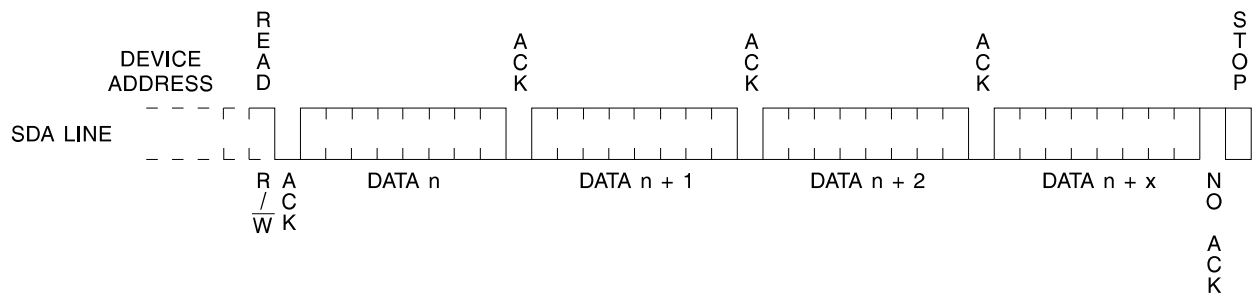 DEVICE
ADDRESS
READ
ACK
ACK
ACK
STOP
SDA LINE
R/W
ACK
DATA n
DATA n + 1
DATA n + 2
DATA n + x
NO ACK